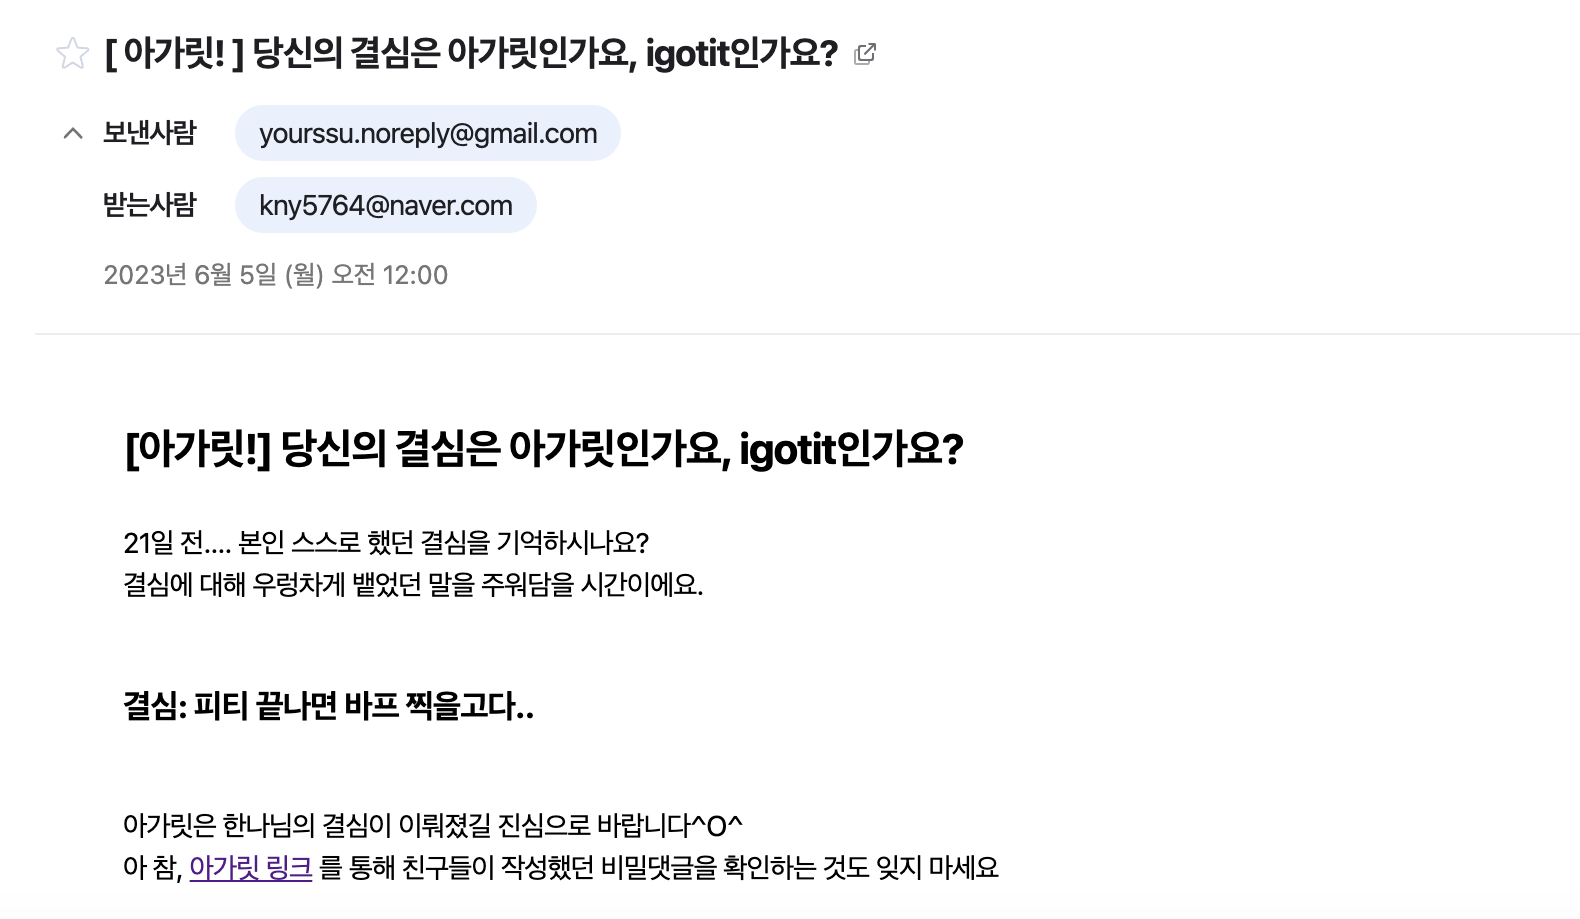 [ 아가릿! ] 당신의 결심은 아가릿인가요, igotit인가요?
보낸사람 yourssu.noreply@gmail.com
받는사람 kny5764@naver.com
2023년 6월 5일 (월) 오전 12:00
[아가릿!] 당신의 결심은 아가릿인가요, igotit인가요?
21일 전.... 본인 스스로 했던 결심을 기억하시나요?
결심에 대해 우렁차게 뱉었던 말을 주워담을 시간이에요.
결심: 피티 끝나면 바프 찍을고다..
아가릿은 한나님의 결심이 이뤄졌길 진심으로 바랍니다^O^
아 참, 아가릿 링크 를 통해 친구들이 작성했던 비밀댓글을 확인하는 것도 잊지 마세요